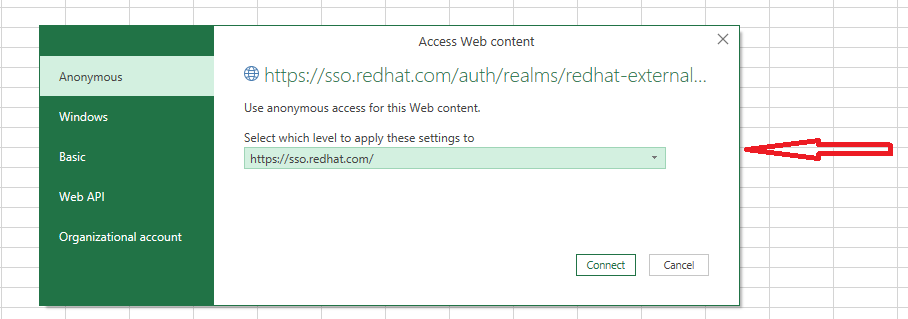 Access Web content
Anonymous
Windows
Basic
Web API
Organizational account
https://sso.redhat.com/auth/realms/redhat-external...
Use anonymous access for this Web content.
Select which level to apply these settings to
https://sso.redhat.com/
Connect
Cancel